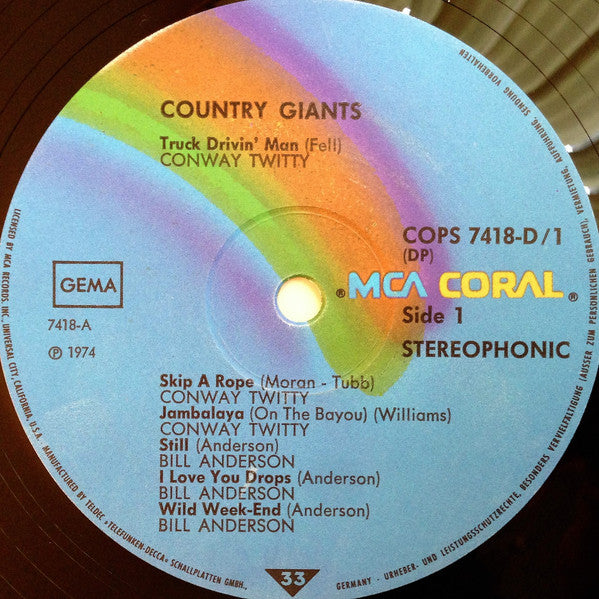 COUNTRY GIANTS
Truck Drivin' Man (Fell)
CONWAY TWITTY
COPS 7418-D/1
(DP)
GEMA
® MCA CORAL ®
7418-A
Side 1
℗ 1974
STEREOPHONIC
Skip A Rope (Moran - Tubb)
CONWAY TWITTY
Jambalaya (On The Bayou) (Williams)
CONWAY TWITTY
Still (Anderson)
BILL ANDERSON
I Love You Drops (Anderson)
BILL ANDERSON
Wild Week-End (Anderson)
BILL ANDERSON
33
LICENSED BY MCA RECORDS, INC., UNIVERSAL CITY, CALIFORNIA, U.S.A. MANUFACTURED BY TELDEC »TELEFUNKEN-DECCA« SCHALLPLATTEN GMBH., GERMANY - URHEBER- UND LEISTUNGSSCHUTZRECHTE, BESONDERS VERVIELFÄLTIGUNG (AUSSER ZUM PERSÖNLICHEN GEBRAUCH), VERMIETUNG, AUFFÜHRUNG, SENDUNG VORBEHALTEN